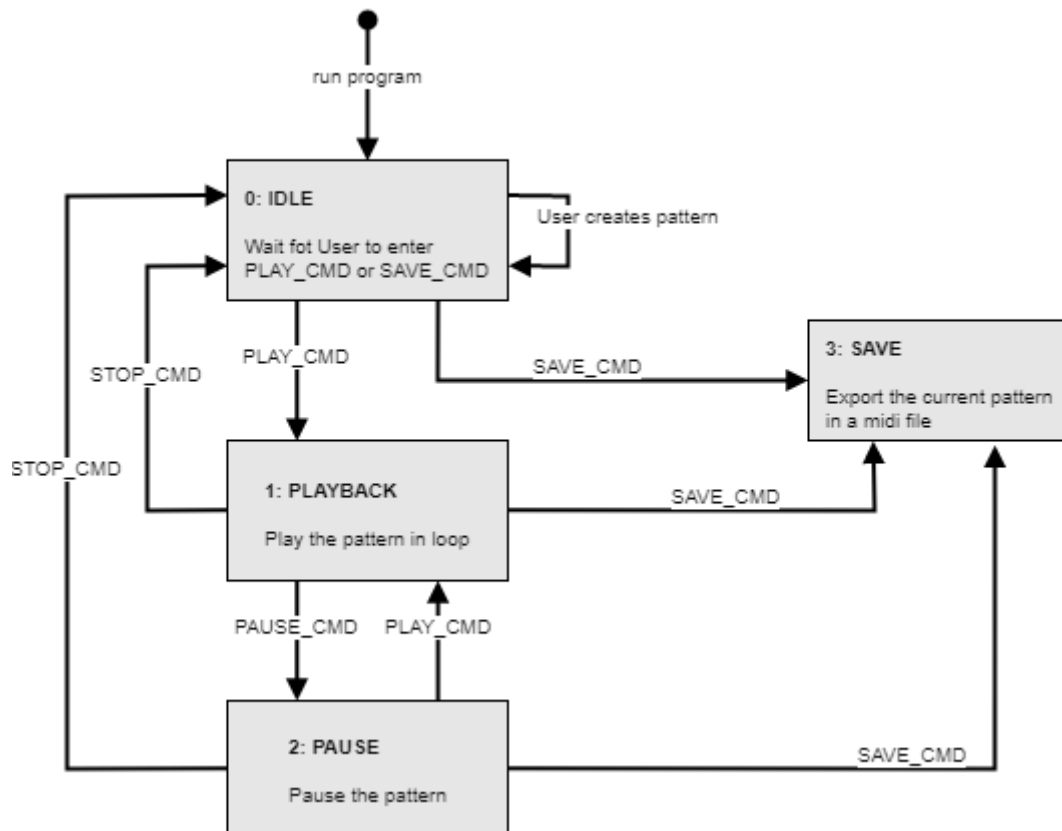 run program
0: IDLE
User creates pattern
Wait fot User to enter
PLAY_CMD or SAVE_CMD
PLAY_CMD
STOP_CMD
SAVE_CMD
3: SAVE
Export the current pattern
in a midi file
STOP_CMD
1: PLAYBACK
Play the pattern in loop
SAVE_CMD
PAUSE_CMD
PLAY_CMD
2: PAUSE
Pause the pattern
SAVE_CMD